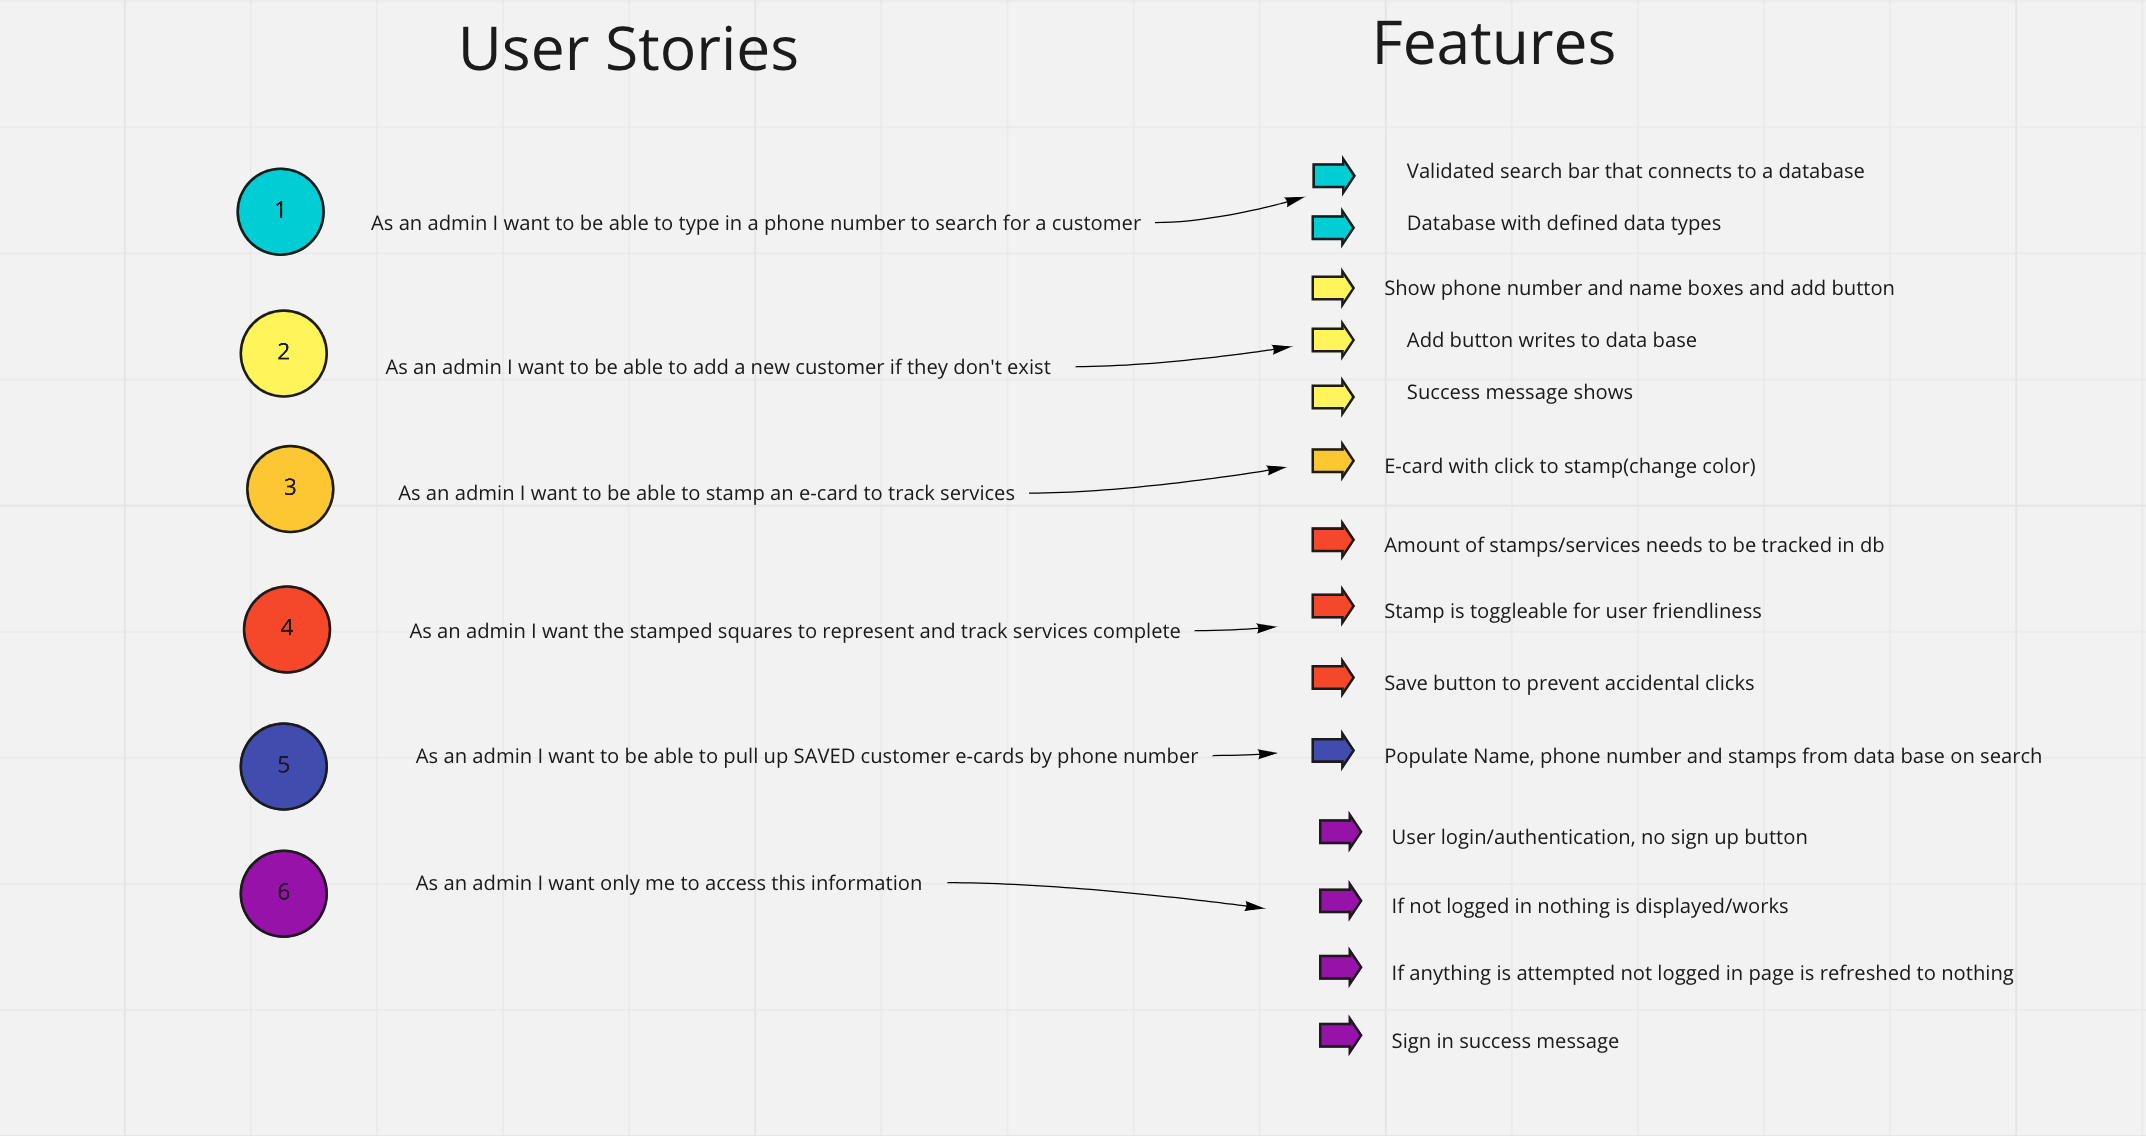 User Stories
Features
1
As an admin I want to be able to type in a phone number to search for a customer
Validated search bar that connects to a database
Database with defined data types
2
As an admin I want to be able to add a new customer if they don't exist
Show phone number and name boxes and add button
Add button writes to data base
Success message shows
3
As an admin I want to be able to stamp an e-card to track services
E-card with click to stamp(change color)
4
As an admin I want the stamped squares to represent and track services complete
Amount of stamps/services needs to be tracked in db
Stamp is toggleable for user friendliness
Save button to prevent accidental clicks
5
As an admin I want to be able to pull up SAVED customer e-cards by phone number
Populate Name, phone number and stamps from data base on search
6
As an admin I want only me to access this information
User login/authentication, no sign up button
If not logged in nothing is displayed/works
If anything is attempted not logged in page is refreshed to nothing
Sign in success message